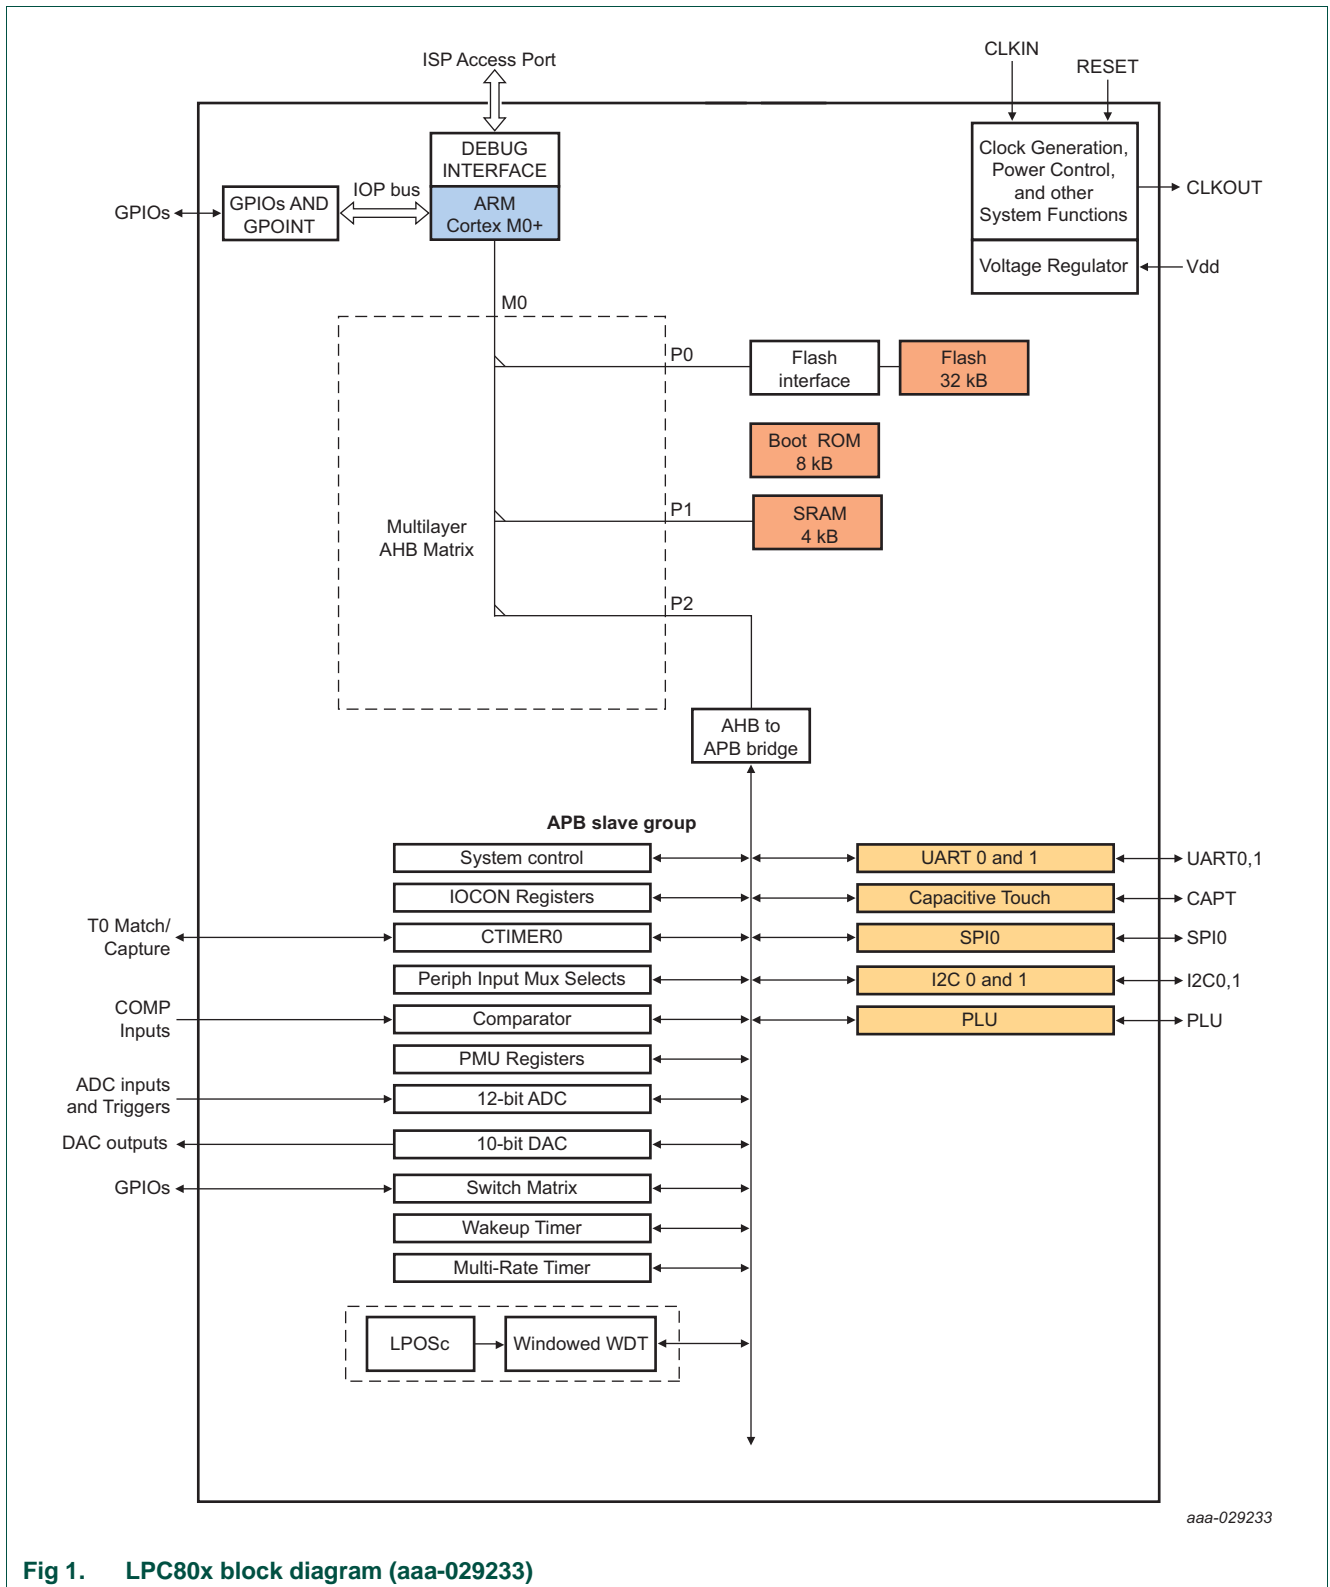 ISP Access Port
CLKIN
RESET
DEBUG
INTERFACE
ARM
Cortex M0+
IOP bus
GPIOs AND
GPOINT
GPIOs
Clock Generation,
Power Control,
and other
System Functions
CLKOUT
Voltage Regulator
Vdd
M0
P0
Flash
interface
Flash
32 kB
Boot ROM
8 kB
P1
SRAM
4 kB
Multilayer
AHB Matrix
P2
AHB to
APB bridge
APB slave group
System control
UART 0 and 1
UART0,1
IOCON Registers
Capacitive Touch
CAPT
T0 Match/
Capture
CTIMER0
SPI0
SPI0
Periph Input Mux Selects
I2C 0 and 1
I2C0,1
COMP
Inputs
Comparator
PLU
PLU
PMU Registers
ADC inputs
and Triggers
12-bit ADC
DAC outputs
10-bit DAC
GPIOs
Switch Matrix
Wakeup Timer
Multi-Rate Timer
LPOSc
Windowed WDT
aaa-029233
Fig 1. LPC80x block diagram (aaa-029233)